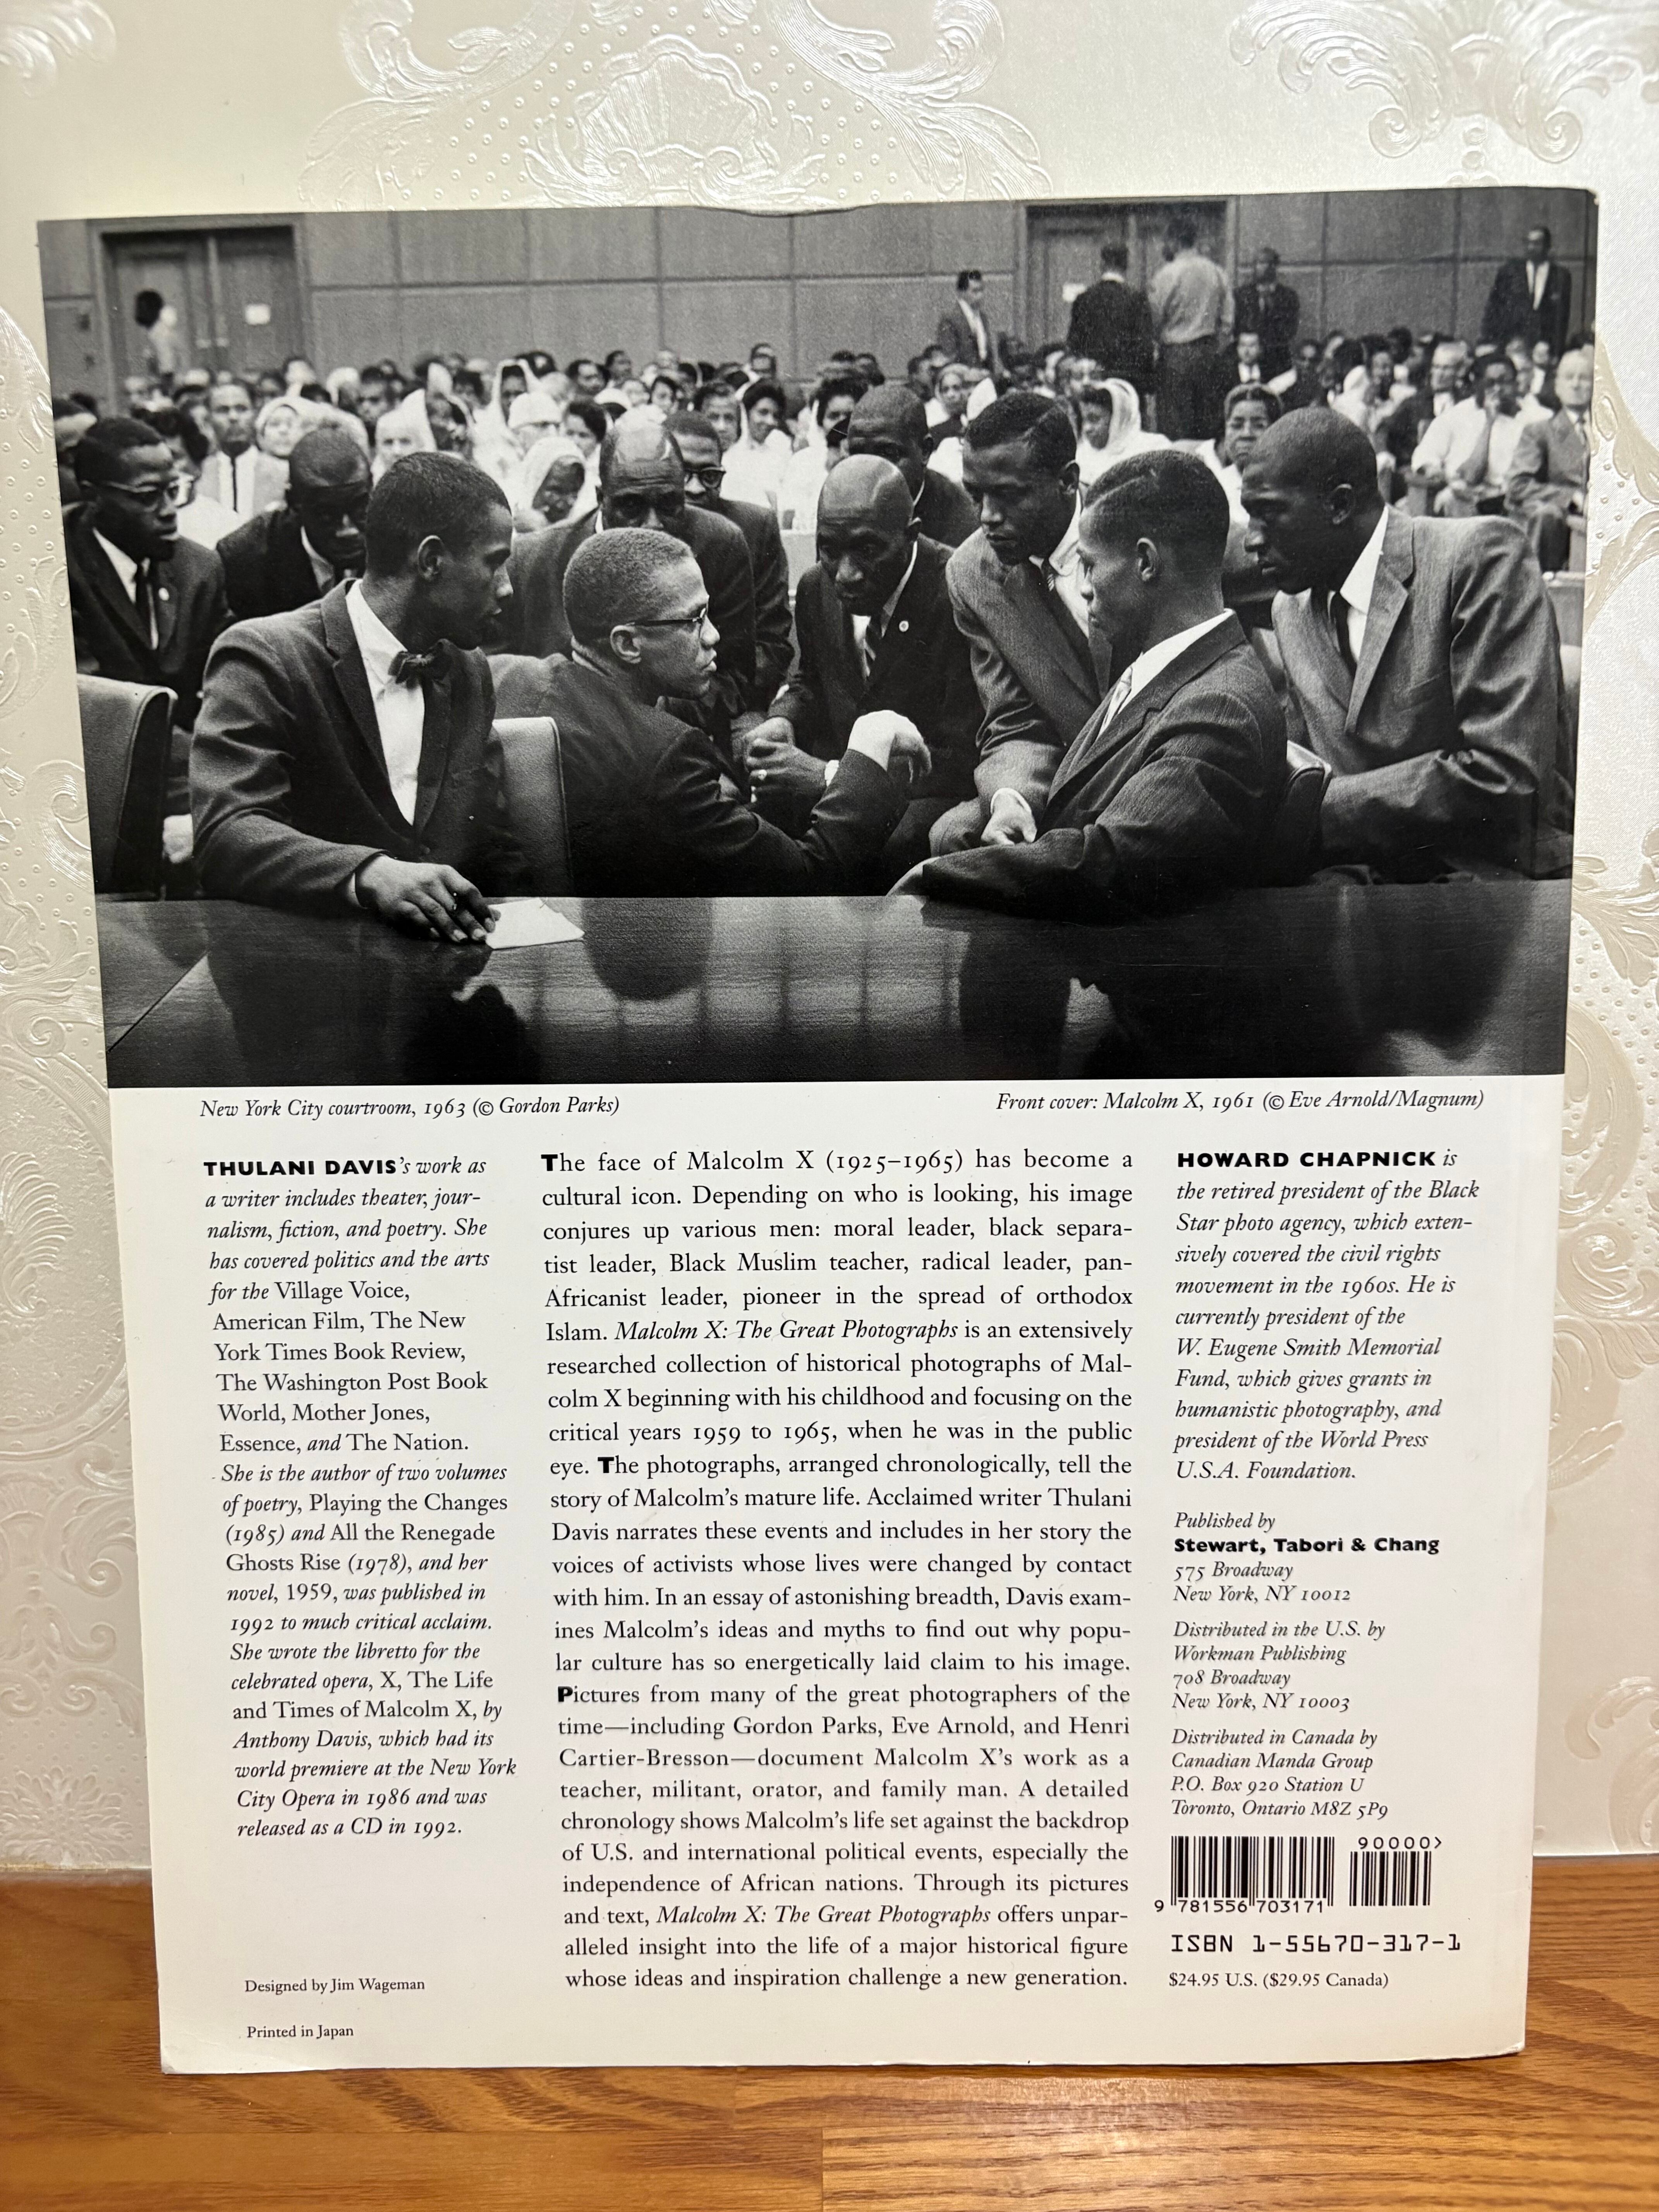 New York City courtroom, 1963 (© Gordon Parks)
Front cover: Malcolm X, 1961 (© Eve Arnold/Magnum)
THULANI DAVIS's work as
a writer includes theater, jour-
nalism, fiction, and poetry. She
has covered politics and the arts
for the Village Voice,
American Film, The New
York Times Book Review,
The Washington Post Book
World, Mother Jones,
Essence, and The Nation.
She is the author of two volumes
of poetry, Playing the Changes
(1985) and All the Renegade
Ghosts Rise (1978), and her
novel, 1959, was published in
1992 to much critical acclaim.
She wrote the libretto for the
celebrated opera, X, The Life
and Times of Malcolm X, by
Anthony Davis, which had its
world premiere at the New York
City Opera in 1986 and was
released as a CD in 1992.
Designed by Jim Wageman
Printed in Japan
The face of Malcolm X (1925–1965) has become a
cultural icon. Depending on who is looking, his image
conjures up various men: moral leader, black separa-
tist leader, Black Muslim teacher, radical leader, pan-
Africanist leader, pioneer in the spread of orthodox
Islam. Malcolm X: The Great Photographs is an extensively
researched collection of historical photographs of Mal-
colm X beginning with his childhood and focusing on the
critical years 1959 to 1965, when he was in the public
eye. The photographs, arranged chronologically, tell the
story of Malcolm's mature life. Acclaimed writer Thulani
Davis narrates these events and includes in her story the
voices of activists whose lives were changed by contact
with him. In an essay of astonishing breadth, Davis exam-
ines Malcolm's ideas and myths to find out why popu-
lar culture has so energetically laid claim to his image.
Pictures from many of the great photographers of the
time—including Gordon Parks, Eve Arnold, and Henri
Cartier-Bresson—document Malcolm X's work as a
teacher, militant, orator, and family man. A detailed
chronology shows Malcolm's life set against the backdrop
of U.S. and international political events, especially the
independence of African nations. Through its pictures
and text, Malcolm X: The Great Photographs offers unpar-
alleled insight into the life of a major historical figure
whose ideas and inspiration challenge a new generation.
HOWARD CHAPNICK is
the retired president of the Black
Star photo agency, which exten-
sively covered the civil rights
movement in the 1960s. He is
currently president of the
W. Eugene Smith Memorial
Fund, which gives grants in
humanistic photography, and
president of the World Press
U.S.A. Foundation.
Published by
Stewart, Tabori & Chang
575 Broadway
New York, NY 10012
Distributed in the U.S. by
Workman Publishing
708 Broadway
New York, NY 10003
Distributed in Canada by
Canadian Manda Group
P.O. Box 920 Station U
Toronto, Ontario M8Z 5P9
90000>
9 781556 703171
ISBN 1-55670-317-1
$24.95 U.S. ($29.95 Canada)